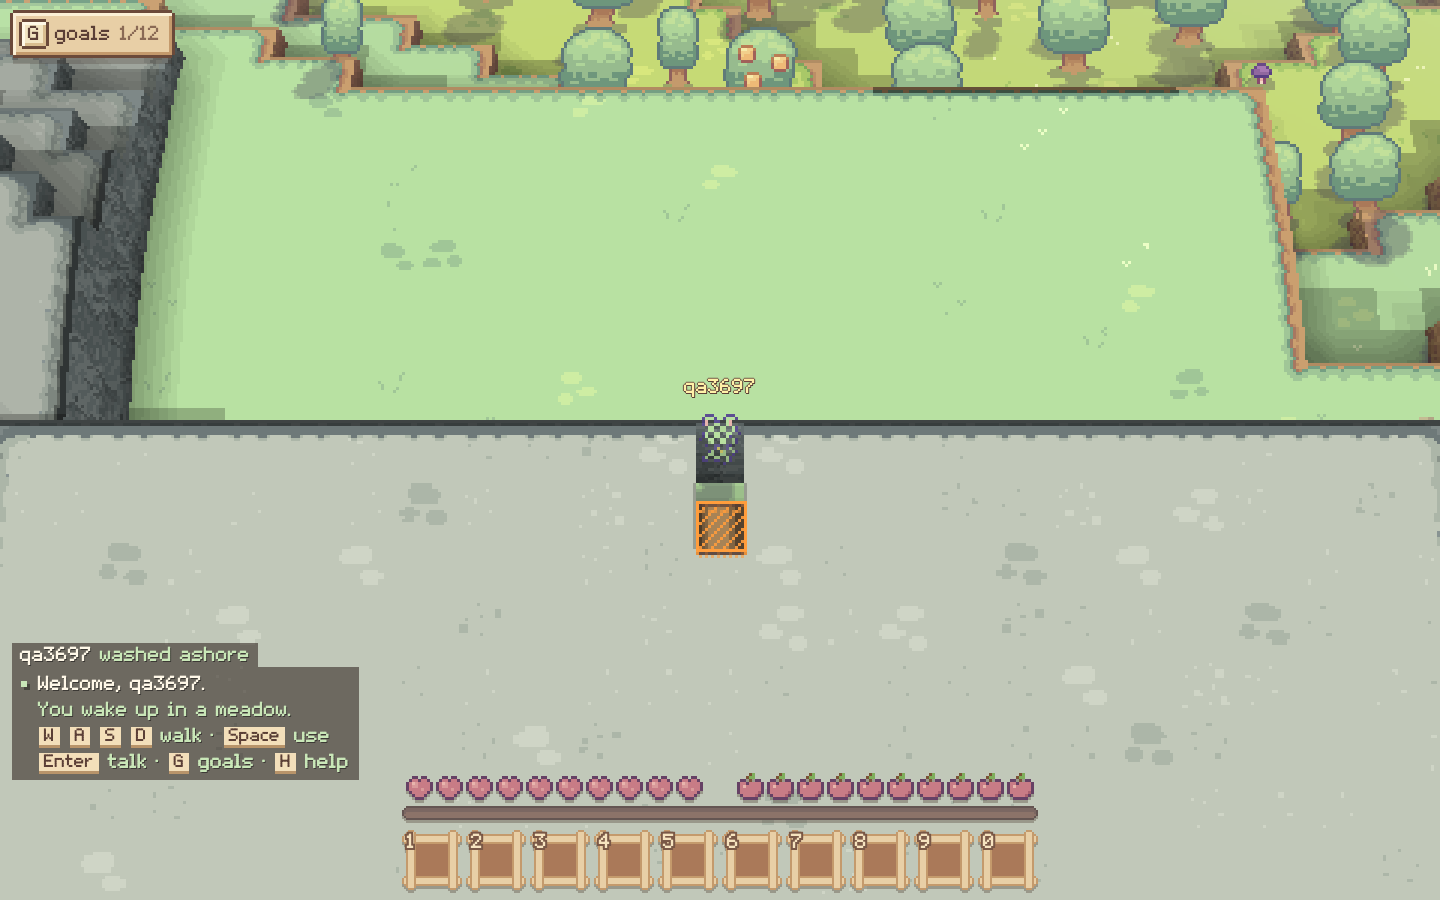 G goals 1/12
qa3697
qa3697 washed ashore
Welcome, qa3697.
You wake up in a meadow.
W A S D walk · Space use
Enter talk · G goals · H help
1 2 3 4 5 6 7 8 9 0